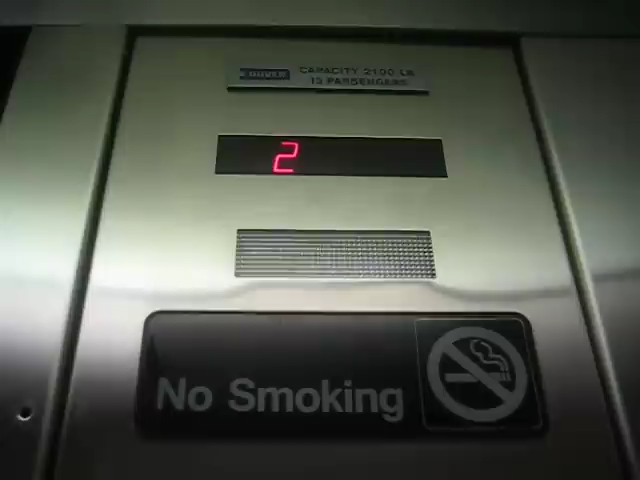 DOVER
CAPACITY 2100 LB
13 PASSENGERS
2
No Smoking